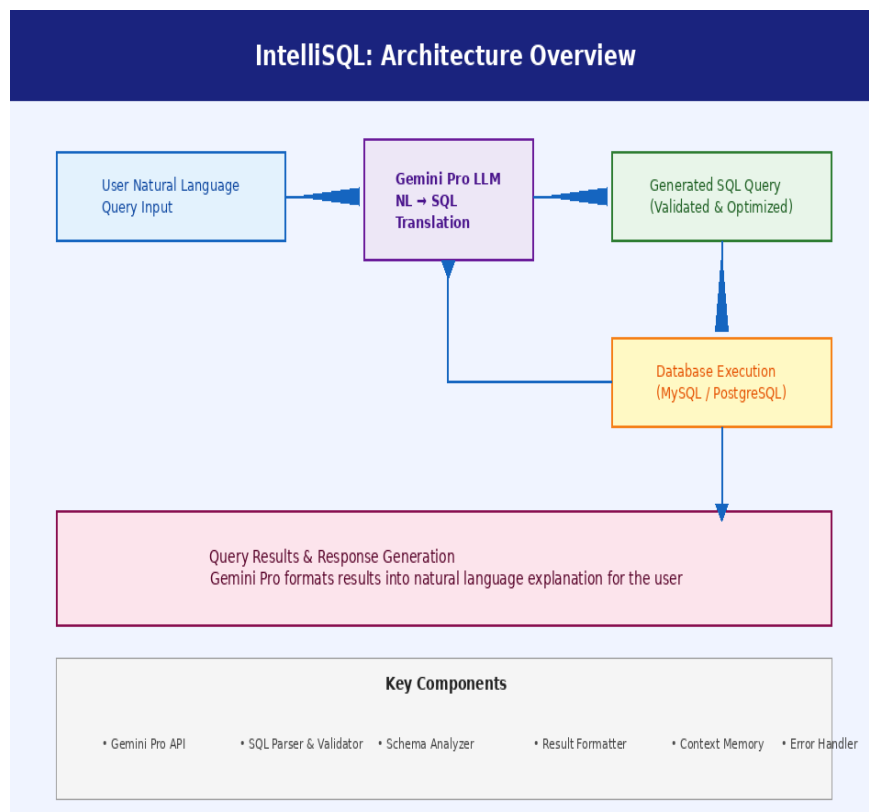 IntelliSQL: Architecture Overview
User Natural Language
Query Input
Gemini Pro LLM
NL → SQL
Translation
Generated SQL Query
(Validated & Optimized)
Database Execution
(MySQL / PostgreSQL)
Query Results & Response Generation
Gemini Pro formats results into natural language explanation for the user
Key Components
• Gemini Pro API • SQL Parser & Validator • Schema Analyzer • Result Formatter • Context Memory • Error Handler